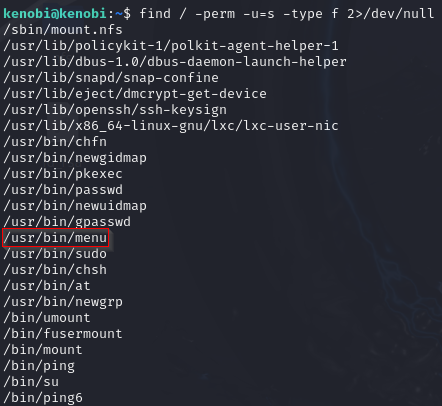 kenobi@kenobi:~$ find / -perm -u=s -type f 2>/dev/null
/sbin/mount.nfs
/usr/lib/policykit-1/polkit-agent-helper-1
/usr/lib/dbus-1.0/dbus-daemon-launch-helper
/usr/lib/snapd/snap-confine
/usr/lib/eject/dmcrypt-get-device
/usr/lib/openssh/ssh-keysign
/usr/lib/x86_64-linux-gnu/lxc/lxc-user-nic
/usr/bin/chfn
/usr/bin/newgidmap
/usr/bin/pkexec
/usr/bin/passwd
/usr/bin/newuidmap
/usr/bin/gpasswd
/usr/bin/menu
/usr/bin/sudo
/usr/bin/chsh
/usr/bin/at
/usr/bin/newgrp
/bin/umount
/bin/fusermount
/bin/mount
/bin/ping
/bin/su
/bin/ping6